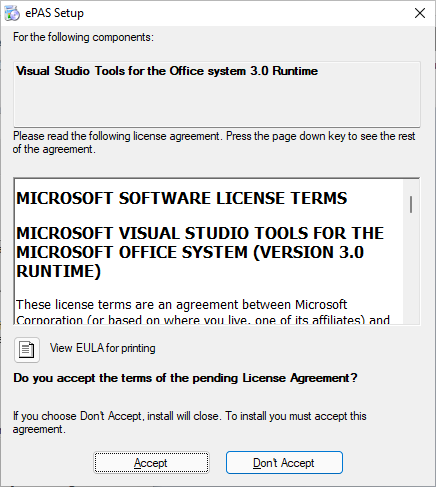 ePAS Setup
For the following components:
Visual Studio Tools for the Office system 3.0 Runtime
Please read the following license agreement. Press the page down key to see the rest
of the agreement.
MICROSOFT SOFTWARE LICENSE TERMS
MICROSOFT VISUAL STUDIO TOOLS FOR THE
MICROSOFT OFFICE SYSTEM (VERSION 3.0
RUNTIME)
These license terms are an agreement between Microsoft
Corporation (or based on where you live, one of its affiliates) and
View EULA for printing
Do you accept the terms of the pending License Agreement?
If you choose Don't Accept, install will close. To install you must accept this
agreement.
Accept
Don't Accept